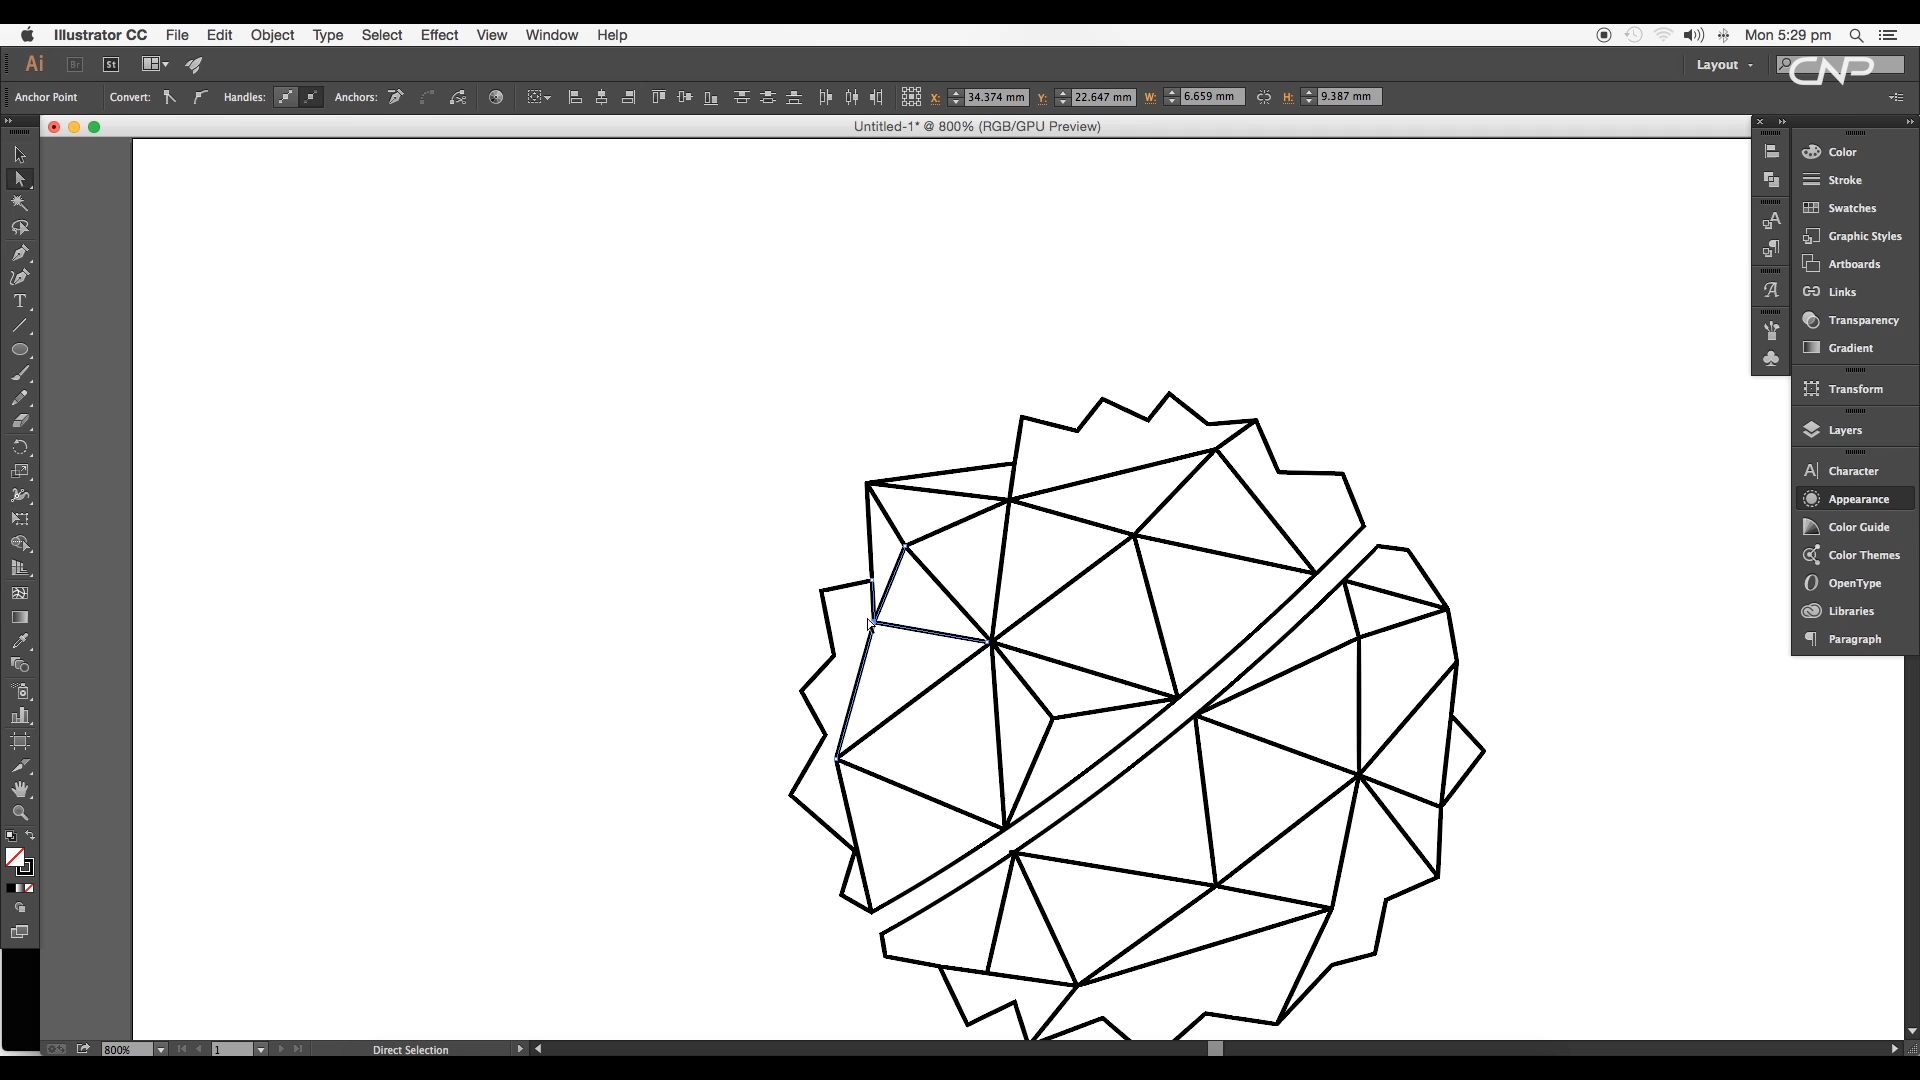 Illustrator CC File Edit Object Type Select Effect View Window Help Mon 5:29 pm
Ai Br St Layout CNP
Anchor Point Convert: Handles: Anchors: X: 34.374 mm Y: 22.647 mm W: 6.659 mm H: 9.387 mm
Untitled-1* @ 800% (RGB/GPU Preview)
Color
Stroke
Swatches
Graphic Styles
Artboards
Links
Transparency
Gradient
Transform
Layers
Character
Appearance
Color Guide
Color Themes
OpenType
Libraries
Paragraph
800% 1 Direct Selection